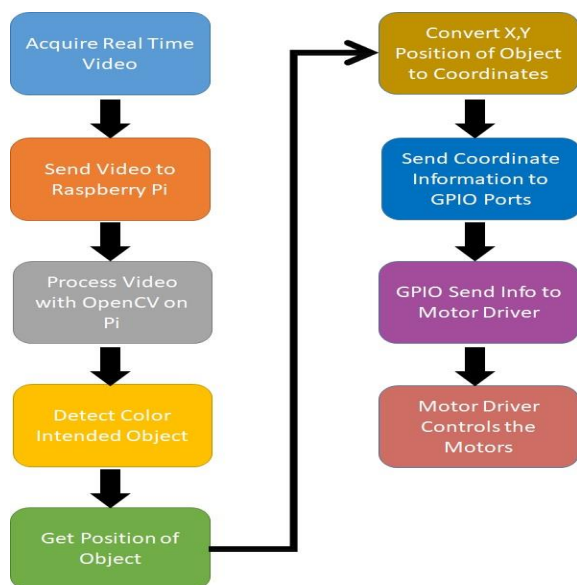 Acquire Real Time
Video
Send Video to
Raspberry Pi
Process Video
with OpenCV on
Pi
Detect Color
Intended Object
Get Position of
Object
Convert X,Y
Position of Object
to Coordinates
Send Coordinate
Information to
GPIO Ports
GPIO Send Info to
Motor Driver
Motor Driver
Controls the
Motors